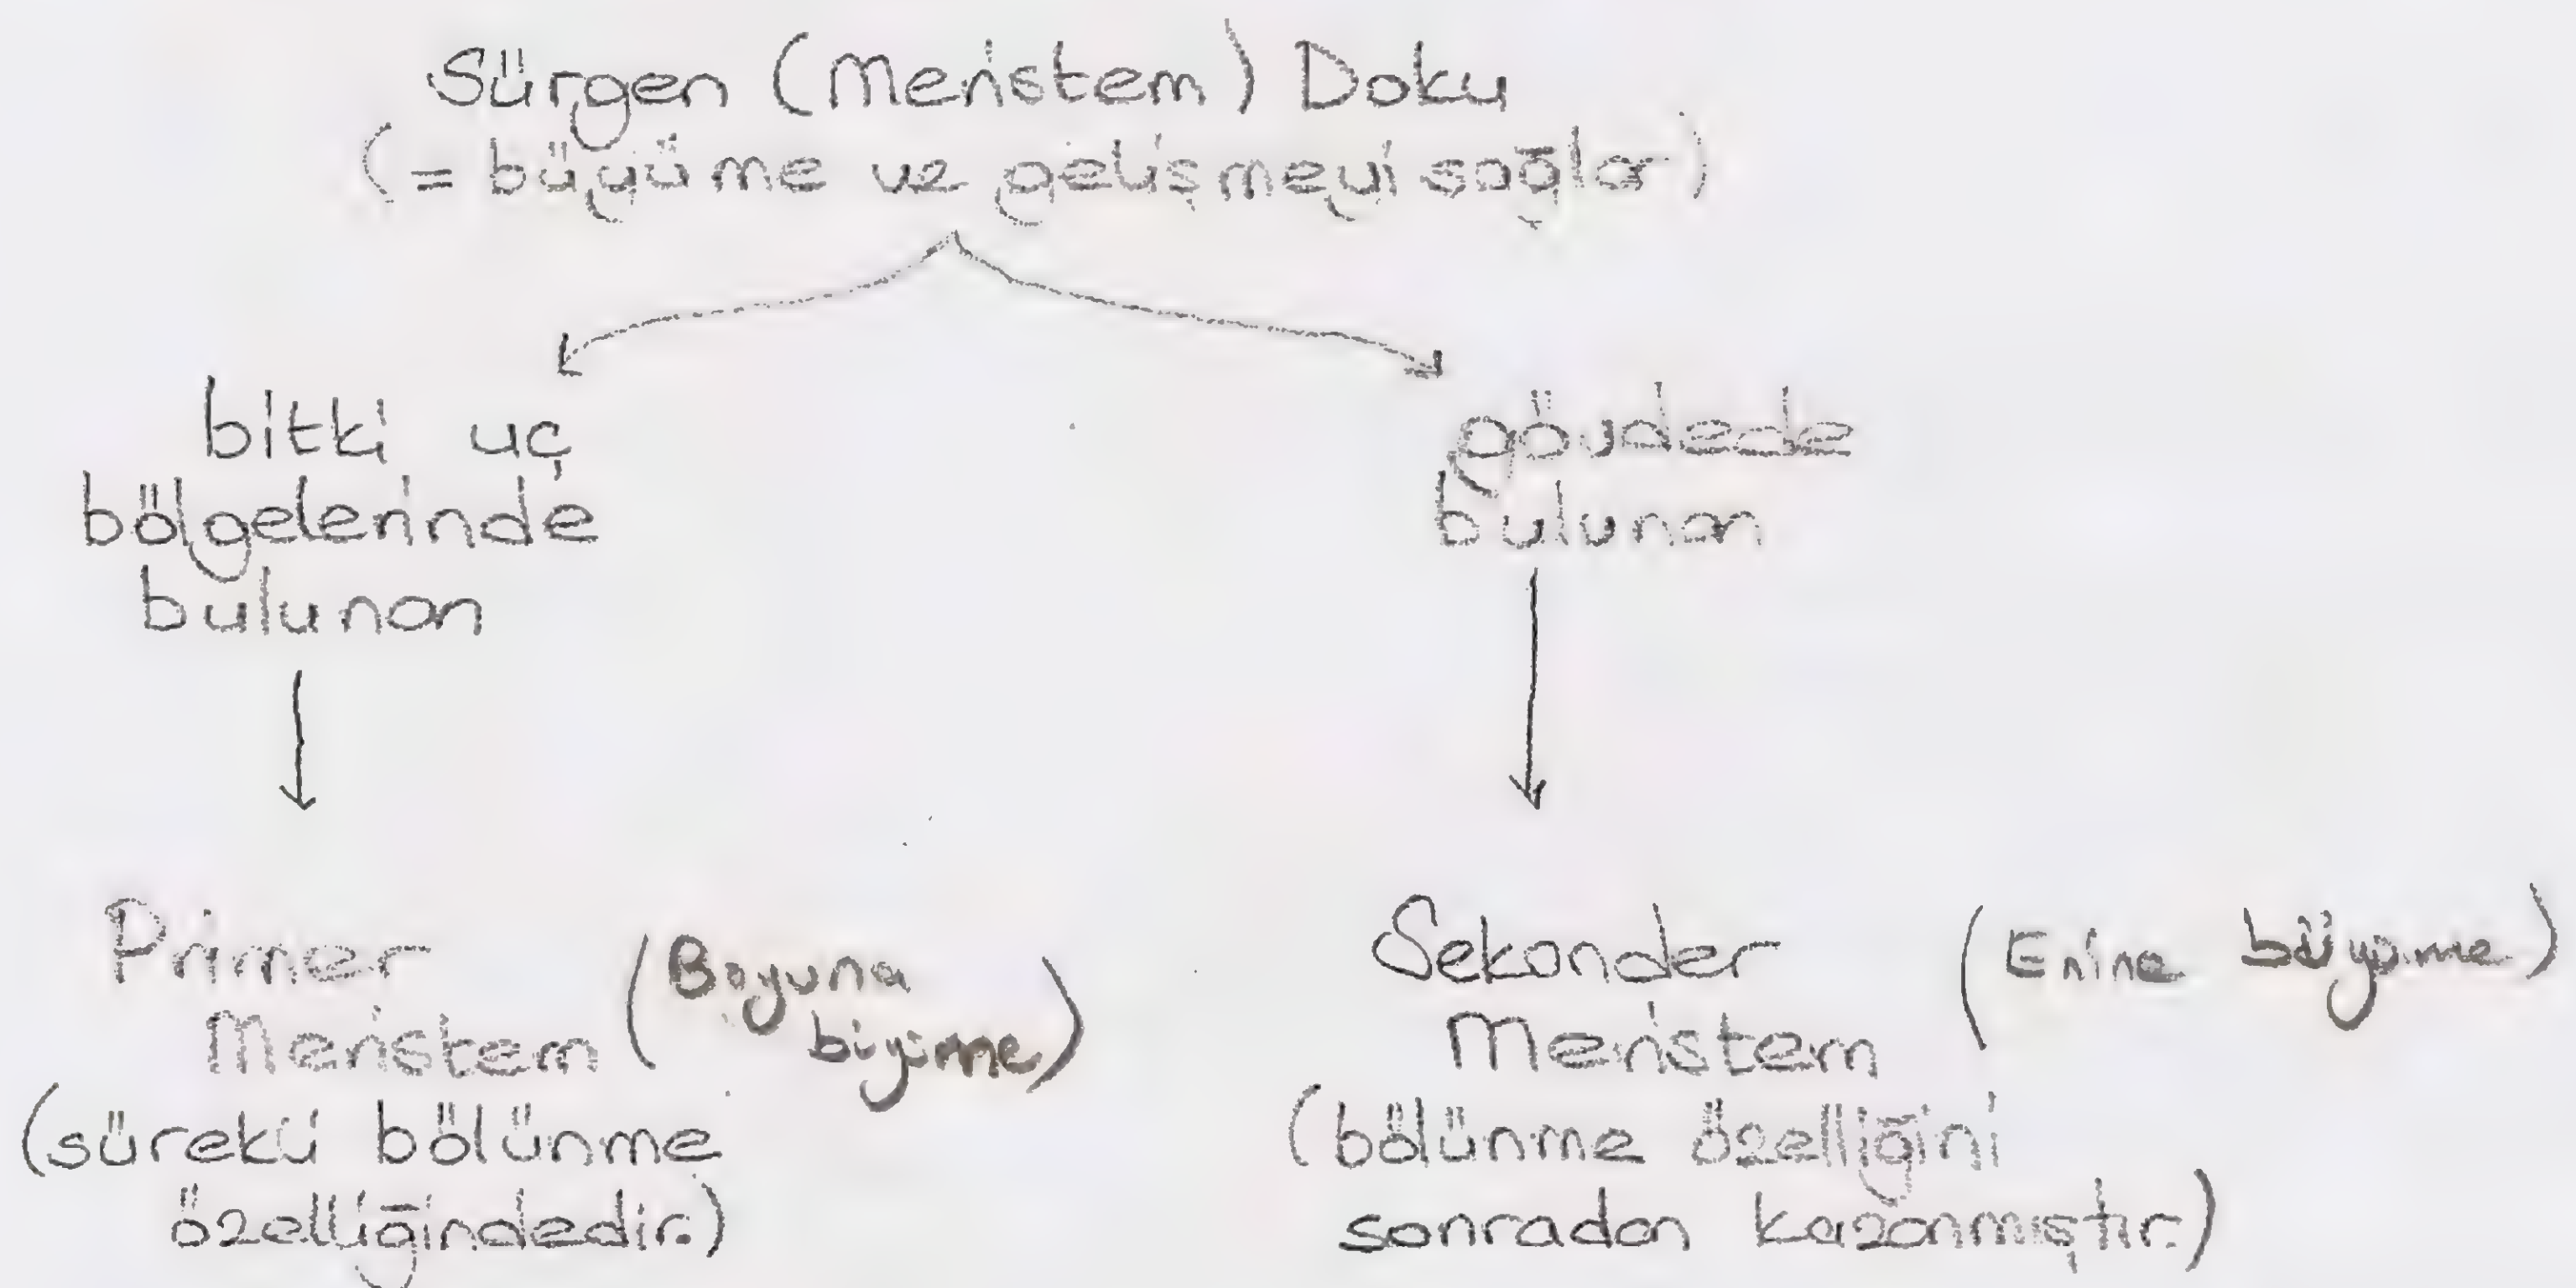 Sürgen (Meristem) Doku
(= büyüme ve gelişmeyi sağlar)
bitki uç
bölgelerinde
bulunan
gövdede
bulunan
Primer
Meristem
(Boyuna
büyüme)
(sürekli bölünme
özelliğindedir.)
Sekonder
Meristem
(Enine büyüme)
(bölünme özelliğini
sonradan kazanmıştır.)